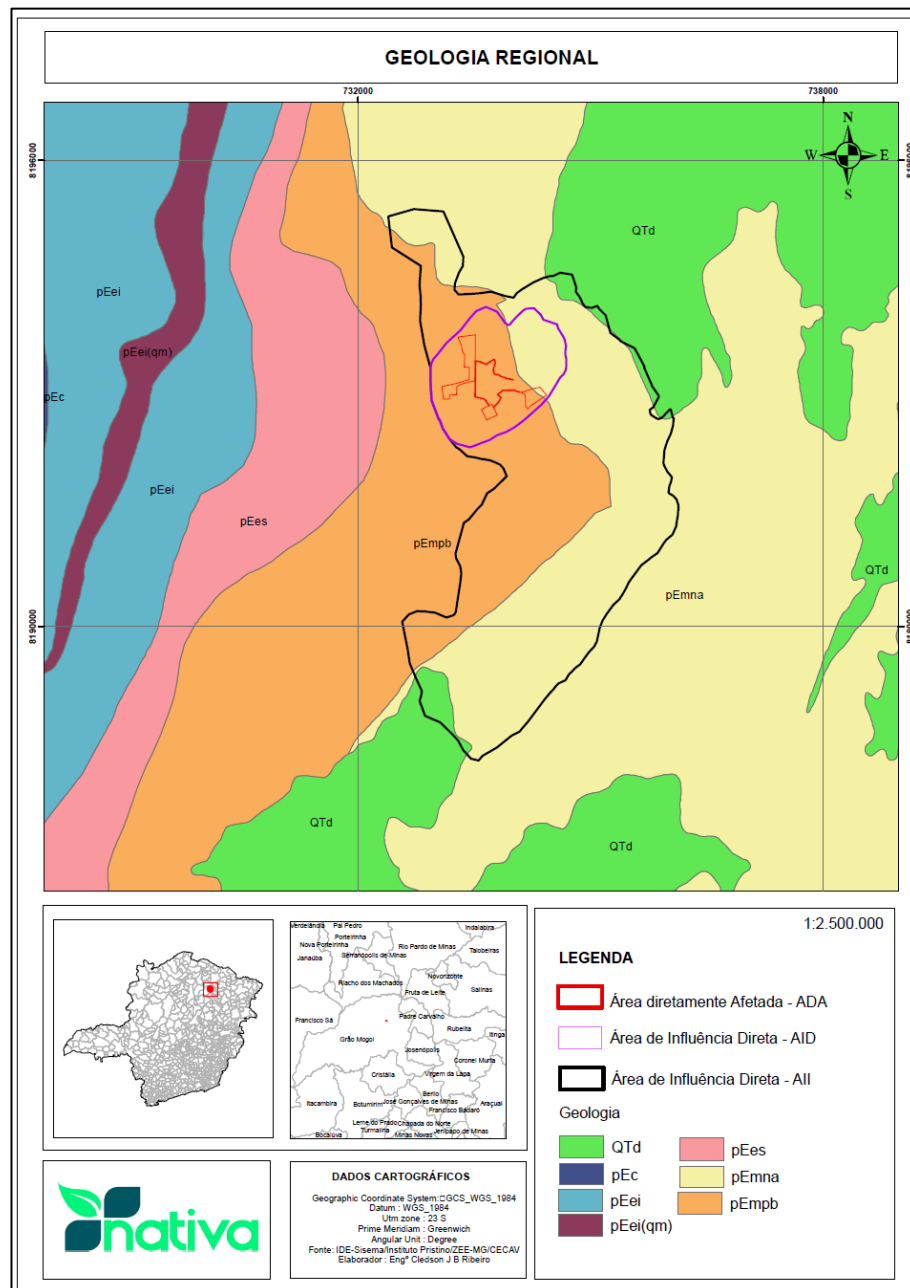 GEOLOGIA REGIONAL
732000
738000
8196000
N
W
E
S
QTd
pEei
pEei(qm)
pEc
pEei
pEes
pEmpb
QTd
pEmna
8190000
8190000
QTd
QTd
1:2.500.000
LEGENDA
Área diretamente Afetada - ADA
Área de Influência Direta - AID
Área de Influência Direta - AII
Geologia
QTd
pEc
pEei
pEei(qm)
pEes
pEmna
pEmpb
Verdelândia
Pai Pedro
Indaiabira
Porteirinha
Nova Porteirinha
Rio Pardo de Minas
Taiobeiras
Janaúba
Serranópolis de Minas
Novorizonte
Riacho dos Machados
Fruta de Leite
Salinas
Francisco Sá
Padre Carvalho
Rubelita
Itinga
Grão Mogol
Josenópolis
Coronel Murta
Cristália
Virgem da Lapa
Berilo
Itacambira
Botumirim
José Gonçalves de Minas
Araçuaí
Francisco Badaró
Leme do Prado
Chapada do Norte
Turmalina
Bocaiúva
Minas Novas
Jenipapo de Minas
nativa
DADOS CARTOGRÁFICOS
Geographic Coordinate System:□GCS_WGS_1984
Datum : WGS_1984
Utm zone : 23 S
Prime Meridiam : Greenwich
Angular Unit : Degree
Fonte: IDE-Sisema/Instituto Pristino/ZEE-MG/CECAV
Elaborador : Engº Cledson J B Ribeiro